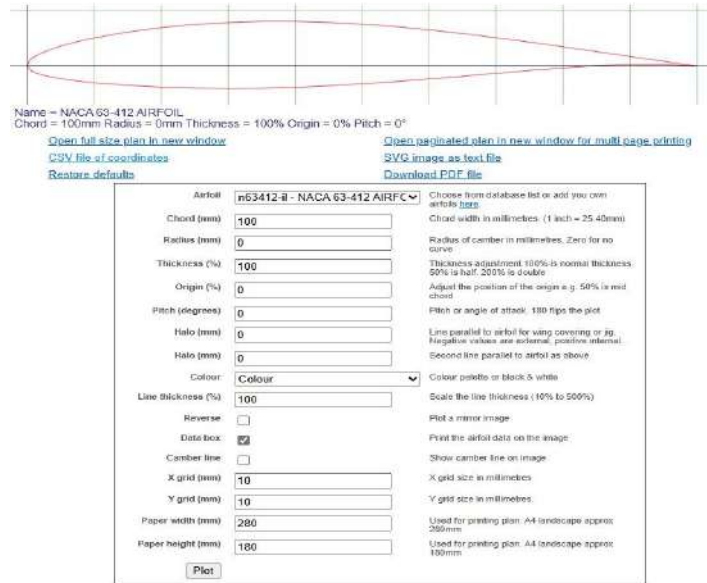 Name = NACA 63-412 AIRFOIL
Chord = 100mm Radius = 0mm Thickness = 100% Origin = 0% Pitch = 0°
Open full size plan in new window
Open paginated plan in new window for multi page printing
CSV file of coordinates
SVG image as text file
Restore defaults
Download PDF file
Airfoil
n63412-il - NACA 63-412 AIRFC
Choose from database list or add you own
airfoils here.
Chord (mm)
100
Chord width in millimetres. (1 inch = 25.40mm)
Radius (mm)
0
Radius of camber in millimetres. Zero for no
curve
Thickness (%)
100
Thickness adjustment 100% is normal thickness
50% is half, 200% is double
Origin (%)
0
Adjust the position of the origin e.g. 50% is mid
chord
Pitch (degrees)
0
Pitch or angle of attack. 180 flips the plot
Halo (mm)
0
Line parallel to airfoil for wing covering or jig.
Negative values are external, positive internal.
Halo (mm)
0
Second line parallel to airfoil as above
Colour
Colour
Colour palette or black & white
Line thickness (%)
100
Scale the line thickness (10% to 500%)
Reverse
Plot a mirror image
Data box
Print the airfoil data on the image
Camber line
Show camber line on image
X grid (mm)
10
X grid size in millimetres
Y grid (mm)
10
Y grid size in millimetres.
Paper width (mm)
280
Used for printing plan. A4 landscape approx
280mm
Paper height (mm)
180
Used for printing plan. A4 landscape approx
180mm
Plot